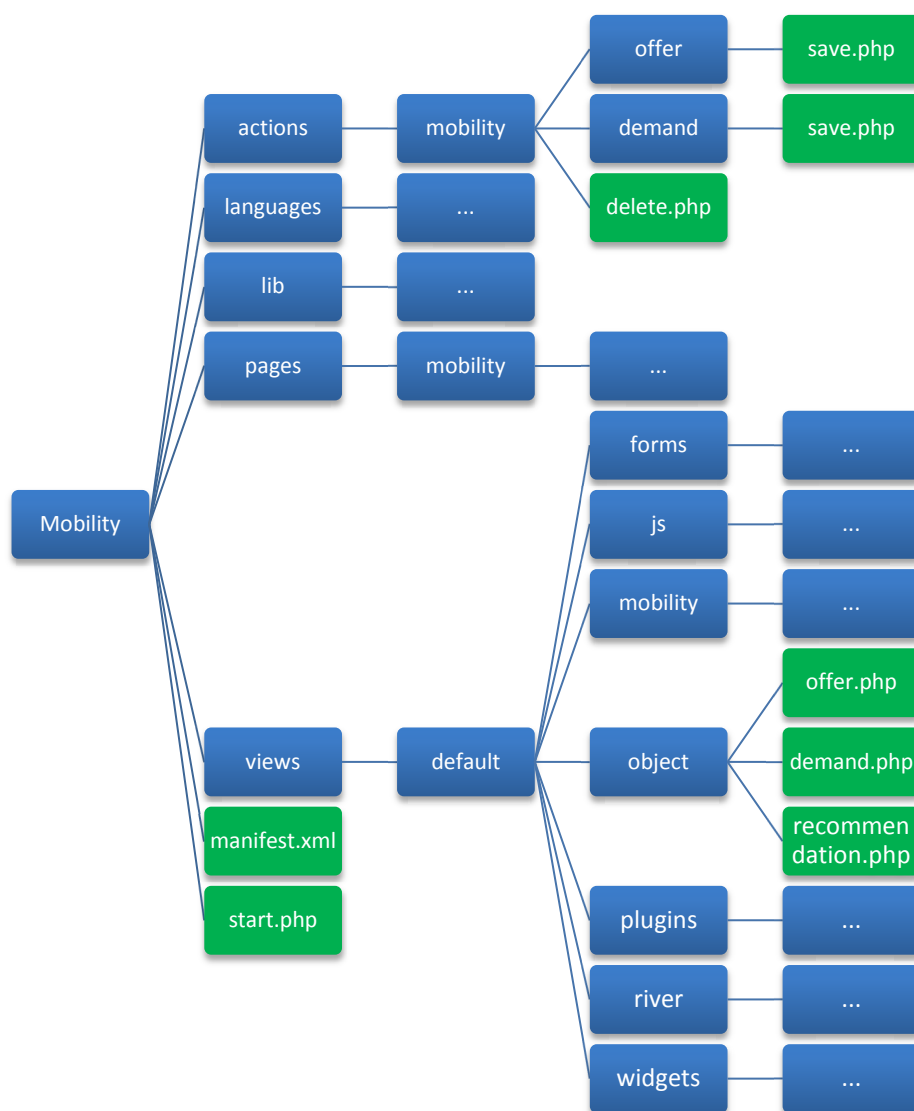 offer
save.php
actions
mobility
demand
save.php
languages
...
delete.php
lib
...
pages
mobility
...
forms
...
Mobility
js
...
mobility
...
offer.php
views
default
object
demand.php
manifest.xml
recommen
dation.php
start.php
plugins
...
river
...
widgets
...